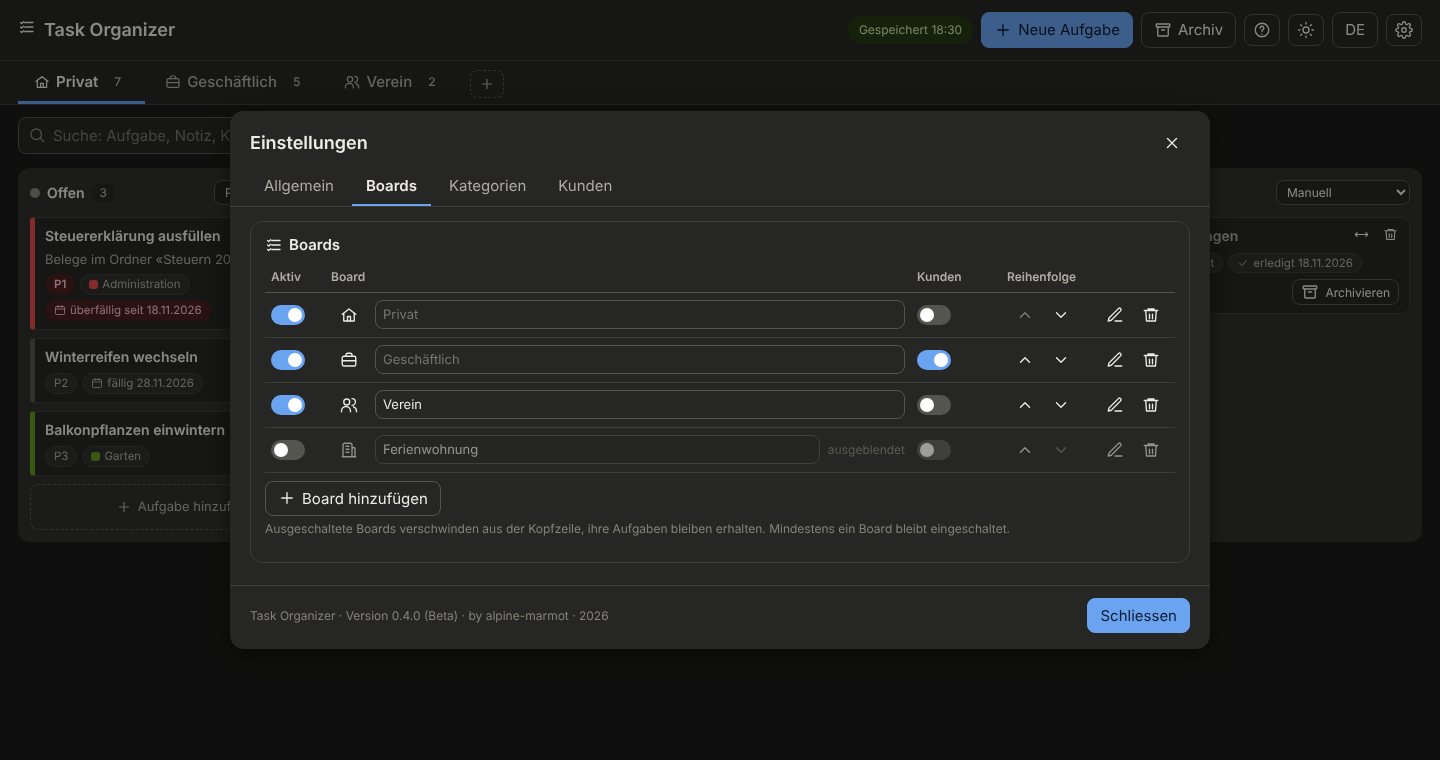 Task Organizer
Gespeichert 18:30
Neue Aufgabe
Archiv
DE
Privat 7
Geschäftlich 5
Verein 2
Suche: Aufgabe, Notiz, K
Einstellungen
Allgemein Boards Kategorien Kunden
Offen 3
Manuell
Steuererklärung ausfüllen
Belege im Ordner «Steuern 20
P1 Administration
überfällig seit 18.11.2026
Winterreifen wechseln
P2 fällig 28.11.2026
Balkonpflanzen einwintern
P3 Garten
Aufgabe hinzuf
Boards
Aktiv Board Kunden Reihenfolge
Privat
Geschäftlich
Verein
Ferienwohnung ausgeblendet
Board hinzufügen
Ausgeschaltete Boards verschwinden aus der Kopfzeile, ihre Aufgaben bleiben erhalten. Mindestens ein Board bleibt eingeschaltet.
Task Organizer · Version 0.4.0 (Beta) · by alpine-marmot · 2026
Schliessen
ngen
t erledigt 18.11.2026
Archivieren